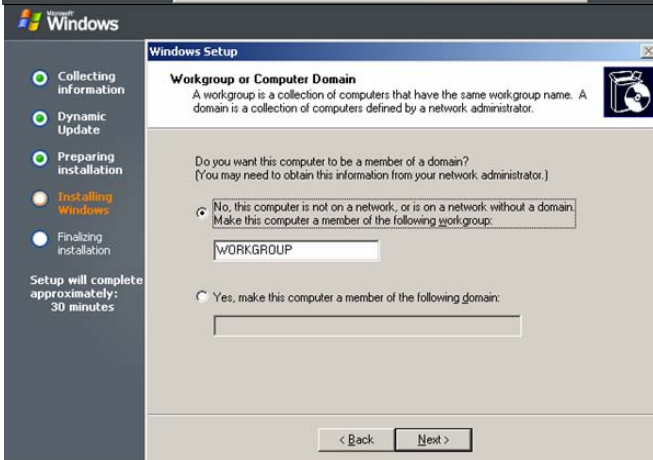 Microsoft
Windows
Collecting
information
Dynamic
Update
Preparing
installation
Installing
Windows
Finalizing
installation
Setup will complete
approximately:
30 minutes
Windows Setup
Workgroup or Computer Domain
A workgroup is a collection of computers that have the same workgroup name. A
domain is a collection of computers defined by a network administrator.
Do you want this computer to be a member of a domain?
(You may need to obtain this information from your network administrator.)
No, this computer is not on a network, or is on a network without a domain.
Make this computer a member of the following workgroup:
WORKGROUP
Yes, make this computer a member of the following domain:
< Back
Next >